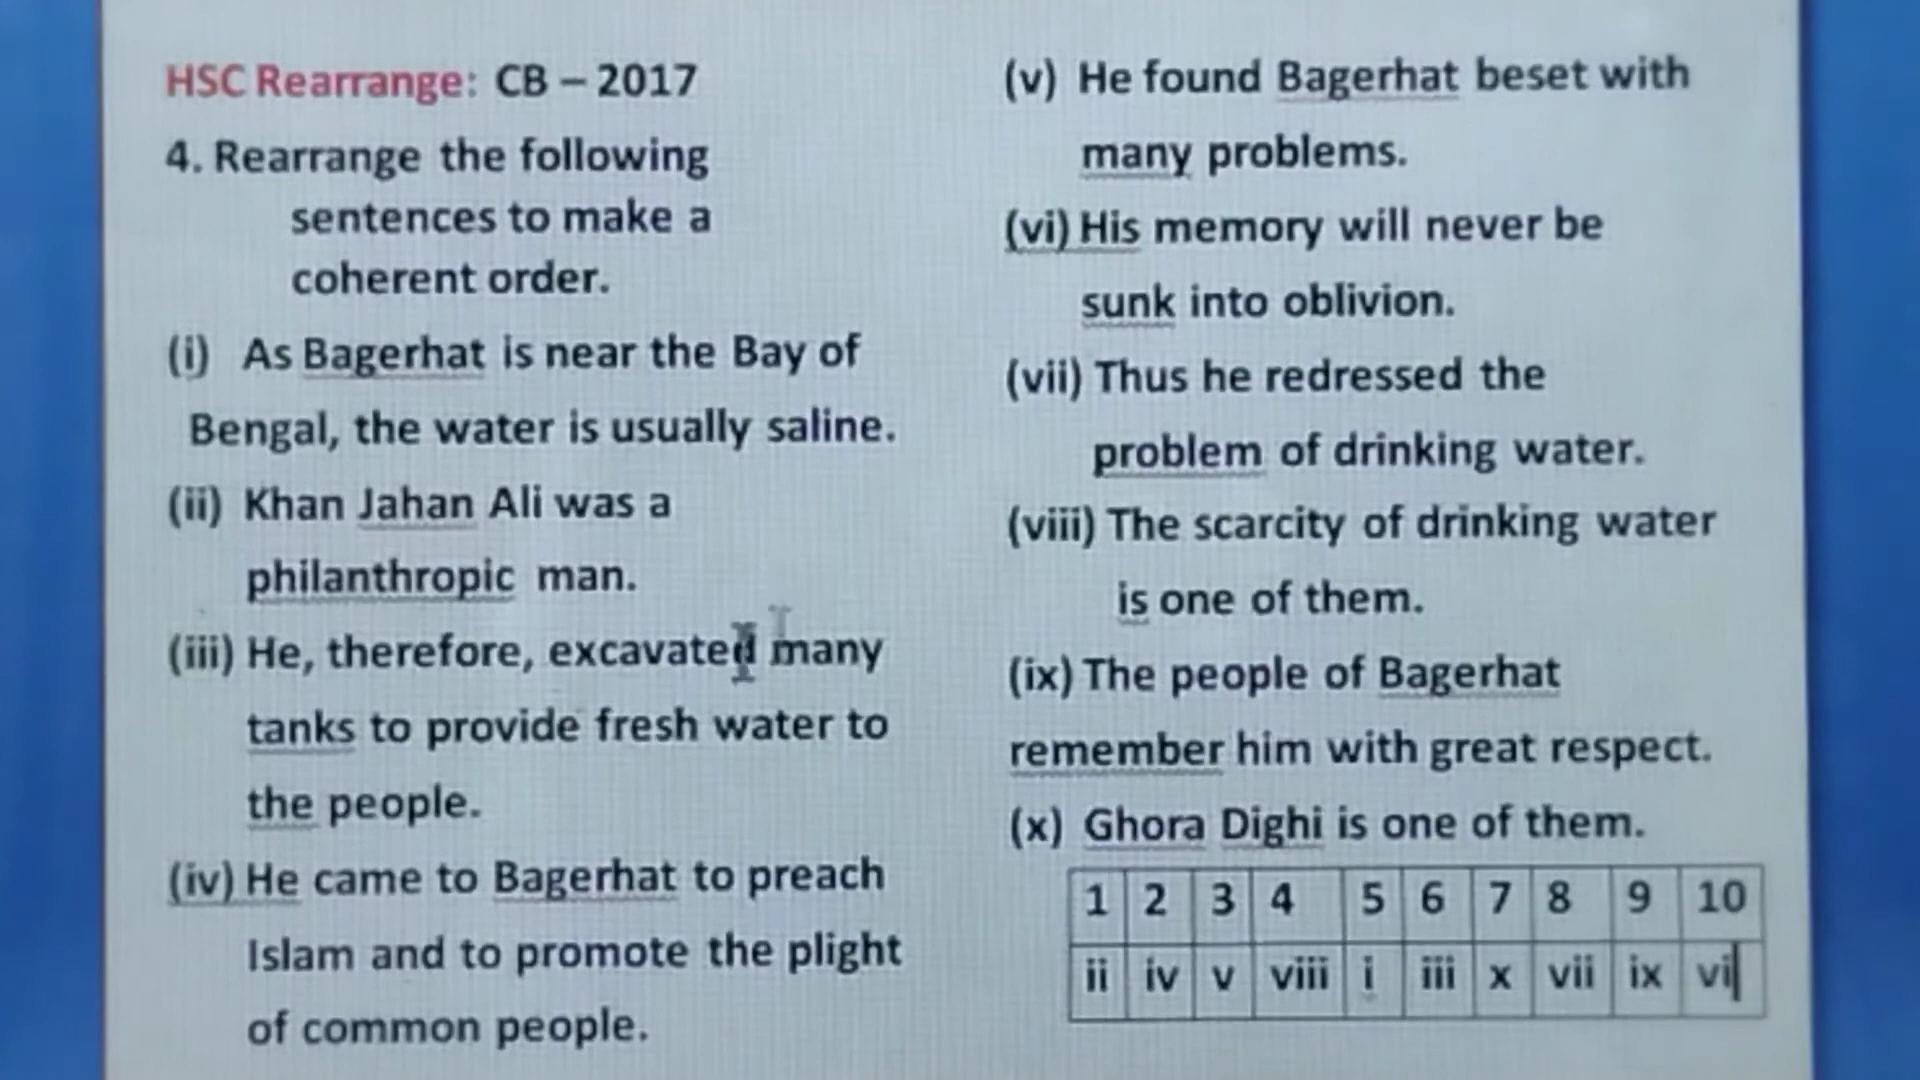 HSC Rearrange: CB – 2017
4. Rearrange the following
sentences to make a
coherent order.
(i) As Bagerhat is near the Bay of
Bengal, the water is usually saline.
(ii) Khan Jahan Ali was a
philanthropic man.
(iii) He, therefore, excavated many
tanks to provide fresh water to
the people.
(iv) He came to Bagerhat to preach
Islam and to promote the plight
of common people.
(v) He found Bagerhat beset with
many problems.
(vi) His memory will never be
sunk into oblivion.
(vii) Thus he redressed the
problem of drinking water.
(viii) The scarcity of drinking water
is one of them.
(ix) The people of Bagerhat
remember him with great respect.
(x) Ghora Dighi is one of them.
1 2 3 4 5 6 7 8 9 10
ii iv v viii i iii x vii ix vi